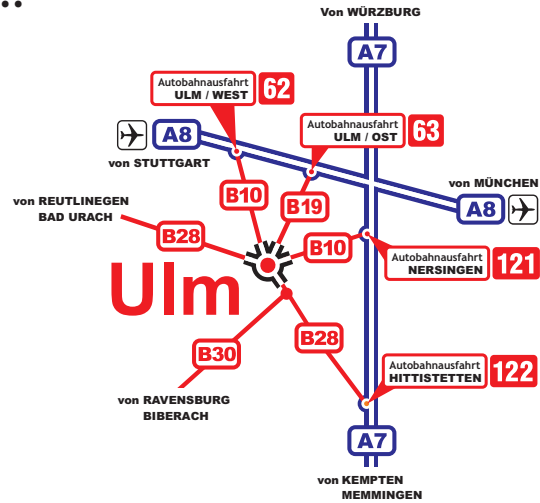 Von WÜRZBURG
A7
Autobahnausfahrt
ULM / WEST
62
Autobahnausfahrt
ULM / OST
63
A8
von STUTTGART
von MÜNCHEN
A8
B10
B19
von REUTLINEGEN
BAD URACH
B28
B10
Autobahnausfahrt
NERSINGEN
121
Ulm
B30
B28
Autobahnausfahrt
HITTISTETTEN
122
von RAVENSBURG
BIBERACH
A7
von KEMPTEN
MEMMINGEN